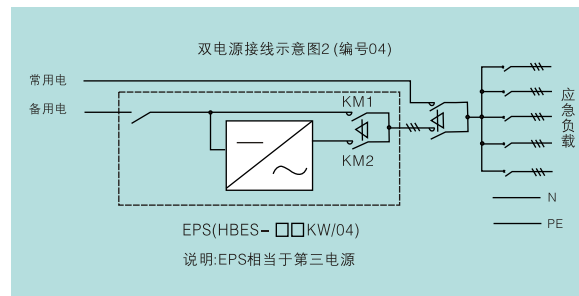 双电源接线示意图2(编号04)
常用电
备用电
KM1
KM2
应急负载
N
PE
EPS(HBES-□□KW/04)
说明:EPS相当于第三电源